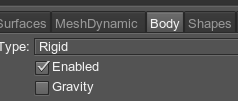 Surfaces MeshDynamic Body Shapes
Type: Rigid
Enabled
Gravity